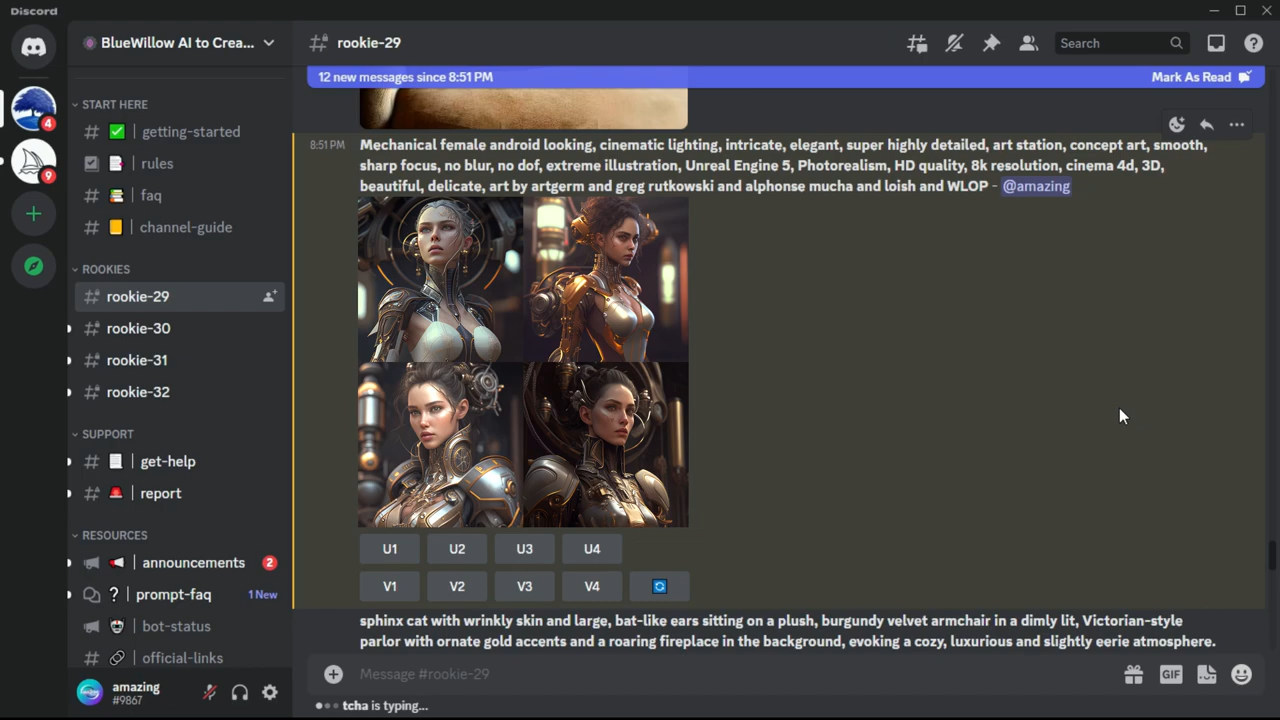 Discord
BlueWillow AI to Crea...
rookie-29
Search
12 new messages since 8:51 PM
Mark As Read
START HERE
getting-started
rules
faq
channel-guide
ROOKIES
rookie-29
rookie-30
rookie-31
rookie-32
SUPPORT
get-help
report
RESOURCES
announcements
2
prompt-faq
1 New
bot-status
official-links
4
9
amazing
#9867
8:51 PM
Mechanical female android looking, cinematic lighting, intricate, elegant, super highly detailed, art station, concept art, smooth,
sharp focus, no blur, no dof, extreme illustration, Unreal Engine 5, Photorealism, HD quality, 8k resolution, cinema 4d, 3D,
beautiful, delicate, art by artgerm and greg rutkowski and alphonse mucha and loish and WLOP - @amazing
U1 U2 U3 U4
V1 V2 V3 V4
sphinx cat with wrinkly skin and large, bat-like ears sitting on a plush, burgundy velvet armchair in a dimly lit, Victorian-style
parlor with ornate gold accents and a roaring fireplace in the background, evoking a cozy, luxurious and slightly eerie atmosphere.
Message #rookie-29
GIF
tcha is typing...